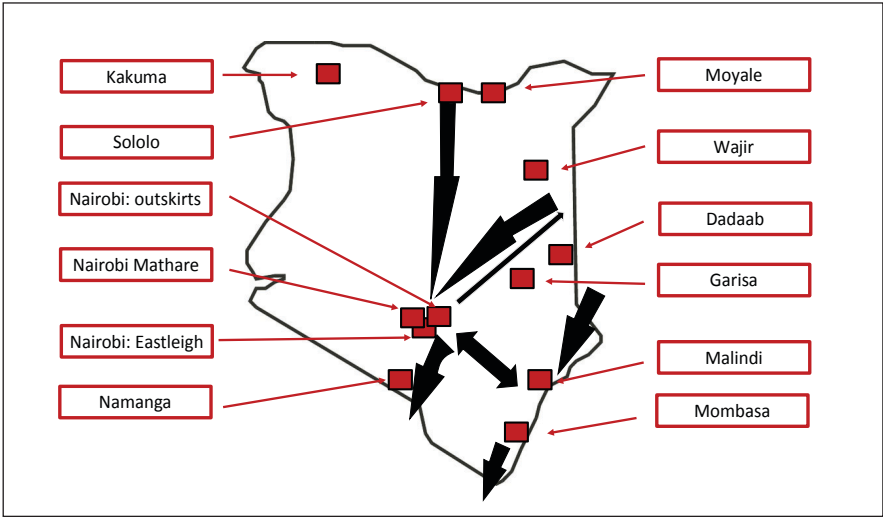 Kakuma
Sololo
Nairobi: outskirts
Nairobi Mathare
Nairobi: Eastleigh
Namanga
Moyale
Wajir
Dadaab
Garisa
Malindi
Mombasa